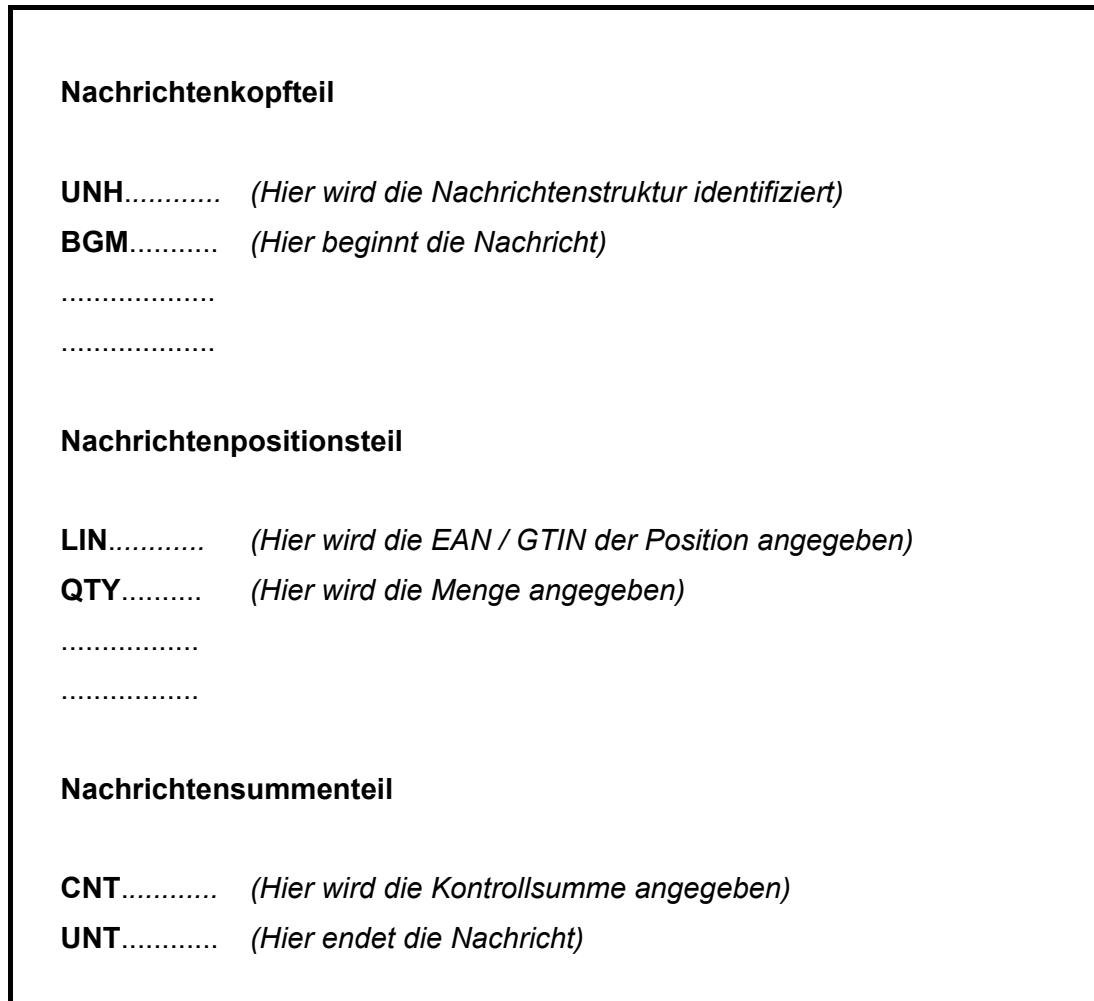 Nachrichtenkopfteil
UNH............ (Hier wird die Nachrichtenstruktur identifiziert)
BGM........... (Hier beginnt die Nachricht)
...................
...................
Nachrichtenpositionsteil
LIN............ (Hier wird die EAN / GTIN der Position angegeben)
QTY.......... (Hier wird die Menge angegeben)
.................
.................
Nachrichtensummenteil
CNT............ (Hier wird die Kontrollsumme angegeben)
UNT............ (Hier endet die Nachricht)